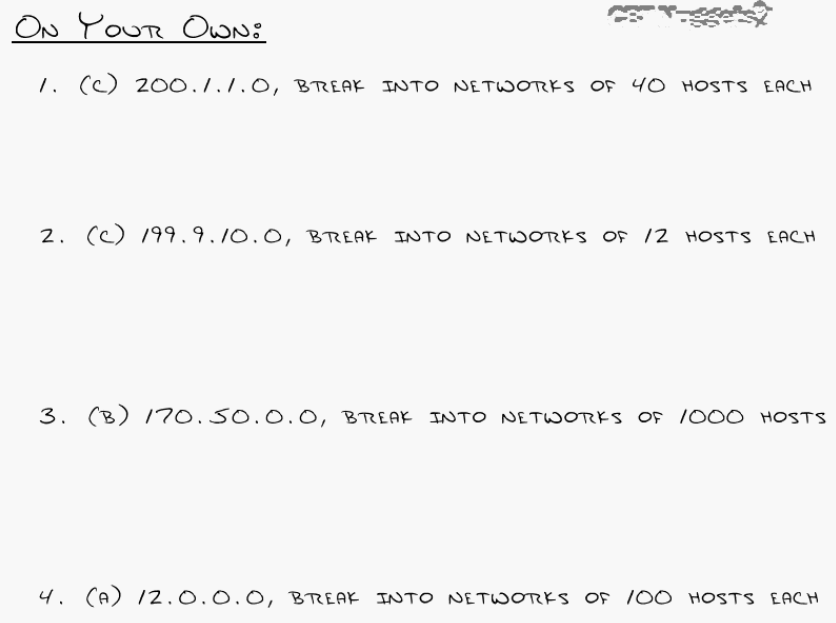 ON YOUR OWN:
1. (C) 200.1.1.0, BREAK INTO NETWORKS OF 40 HOSTS EACH
2. (C) 199.9.10.0, BREAK INTO NETWORKS OF 12 HOSTS EACH
3. (B) 170.50.0.0, BREAK INTO NETWORKS OF 1000 HOSTS
4. (A) 12.0.0.0, BREAK INTO NETWORKS OF 100 HOSTS EACH